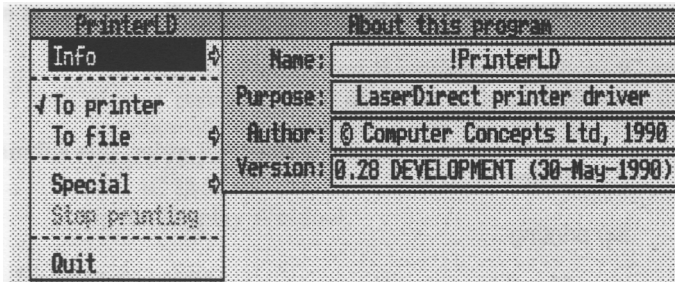 PrinterLD
Info
√ To printer
To file
Special
Stop printing
Quit
About this program
Name: !PrinterLD
Purpose: LaserDirect printer driver
Author: © Computer Concepts Ltd, 1990
Version: 0.28 DEVELOPMENT (30-May-1990)